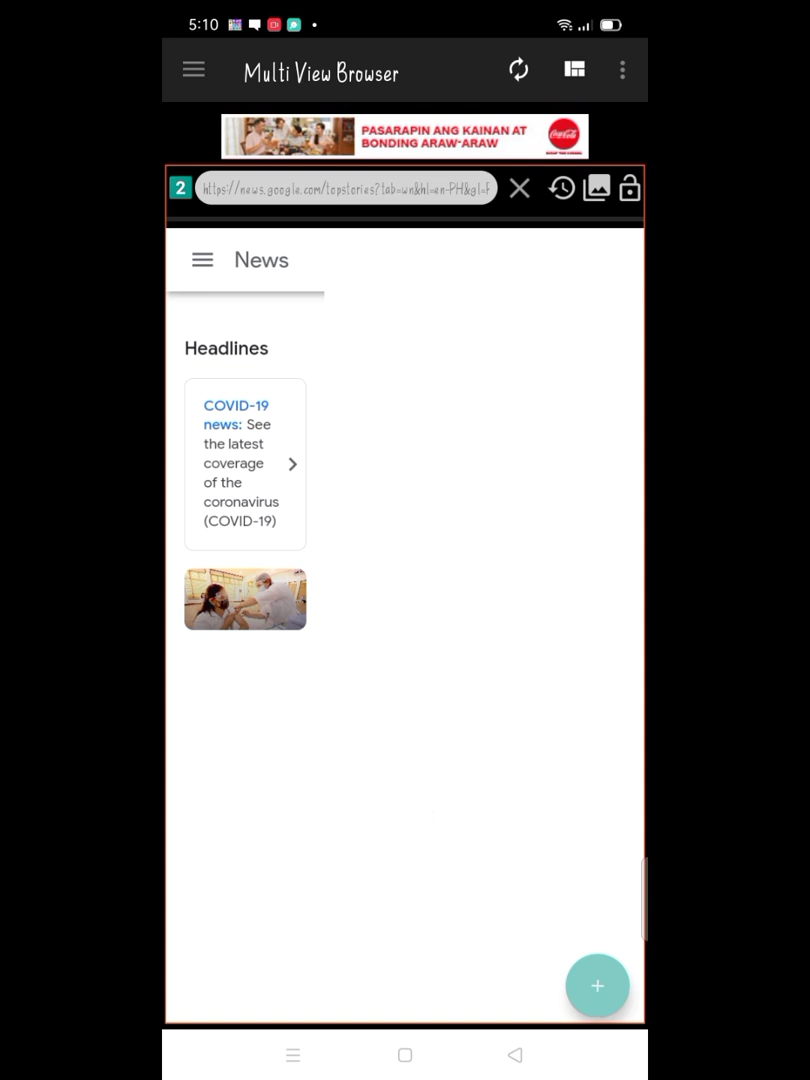 5:10
Multi View Browser
PASARAPIN ANG KAINAN AT
BONDING ARAW-ARAW
Coca-Cola
2
https://news.google.com/topstories?tab=wn&hl=en-PH&gl=P
News
Headlines
COVID-19
news: See
the latest
coverage
of the
coronavirus
(COVID-19)
+